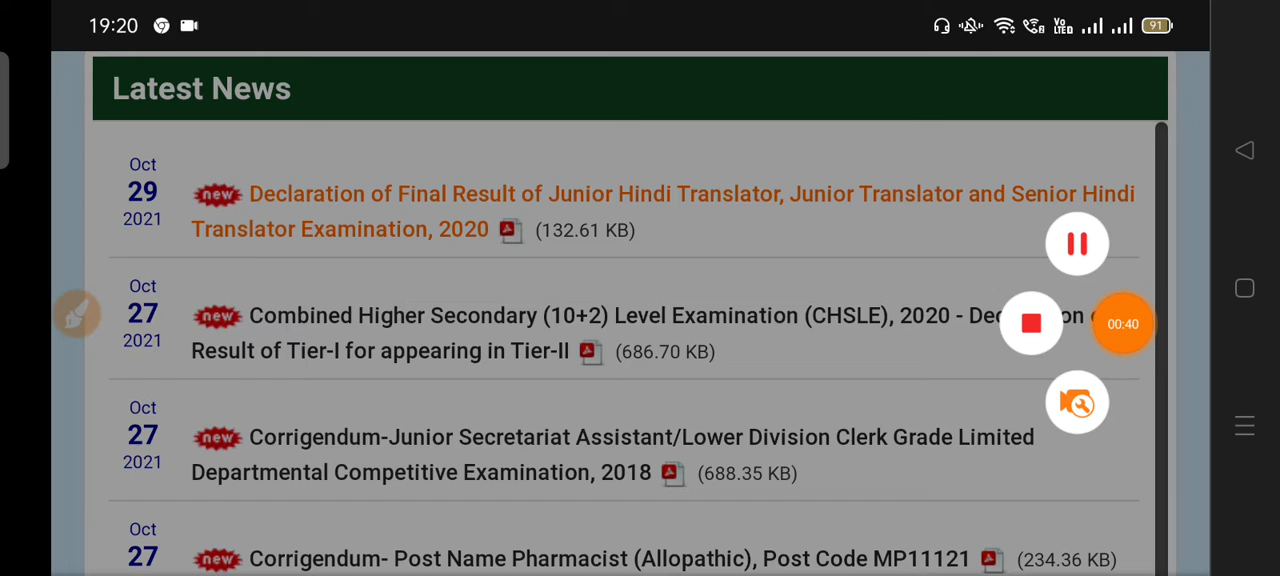 19:20
Vo
LTE
91
Latest News
Oct
29
2021
new Declaration of Final Result of Junior Hindi Translator, Junior Translator and Senior Hindi
Translator Examination, 2020 (132.61 KB)
Oct
27
2021
new Combined Higher Secondary (10+2) Level Examination (CHSLE), 2020 -
Result of Tier-I for appearing in Tier-II (686.70 KB)
00:40
Oct
27
2021
new Corrigendum-Junior Secretariat Assistant/Lower Division Clerk Grade Limited
Departmental Competitive Examination, 2018 (688.35 KB)
Oct
27
new Corrigendum- Post Name Pharmacist (Allopathic), Post Code MP11121 (234.36 KB)